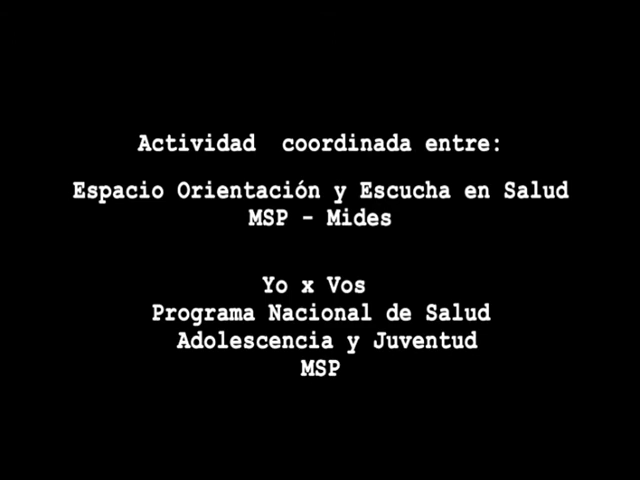 Actividad coordinada entre:
Espacio Orientación y Escucha en Salud
MSP - Mides
Yo x Vos
Programa Nacional de Salud
Adolescencia y Juventud
MSP